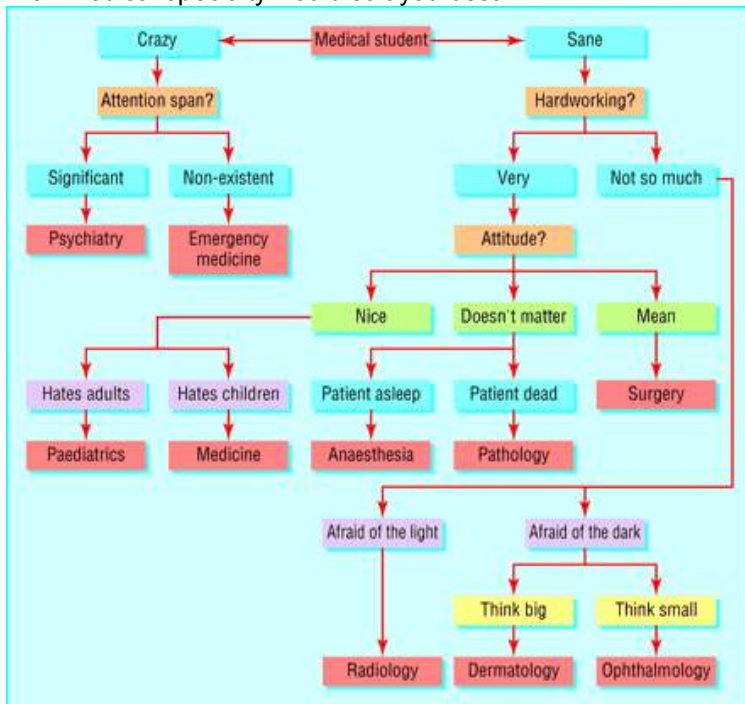 Crazy
Medical student
Sane
Attention span?
Hardworking?
Significant
Non-existent
Very
Not so much
Psychiatry
Emergency
medicine
Attitude?
Nice
Doesn't matter
Mean
Hates adults
Hates children
Patient asleep
Patient dead
Surgery
Paediatrics
Medicine
Anaesthesia
Pathology
Afraid of the light
Afraid of the dark
Think big
Think small
Radiology
Dermatology
Ophthalmology